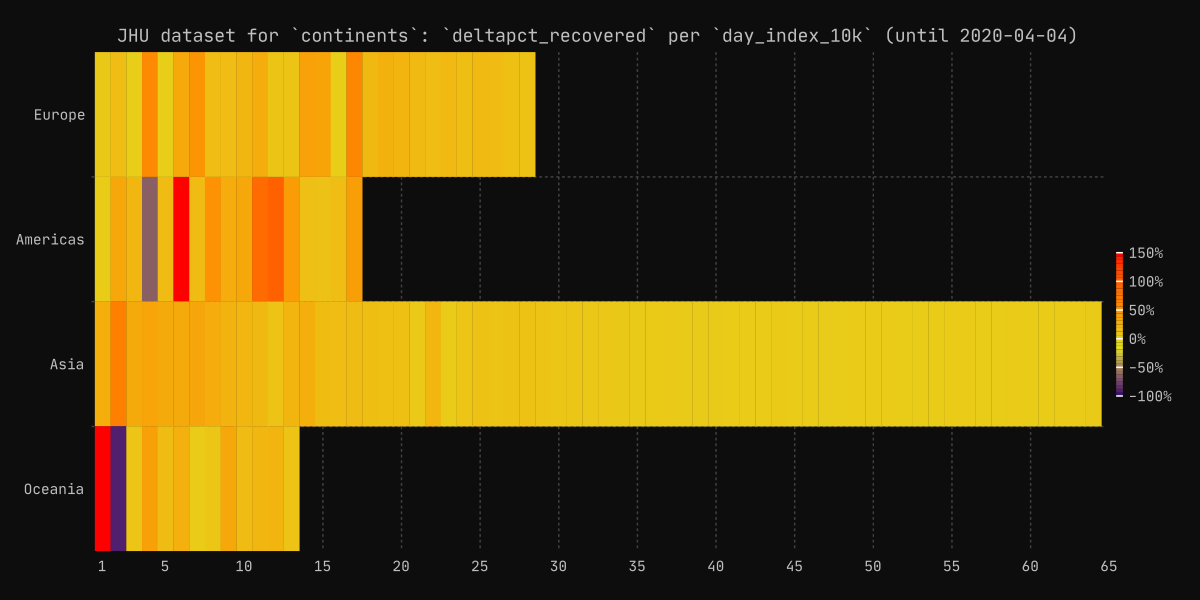 JHU dataset for `continents`: `deltapct_recovered` per `day_index_10k` (until 2020-04-04)
Europe
Americas
Asia
Oceania
150%
100%
50%
0%
-50%
-100%
1 5 10 15 20 25 30 35 40 45 50 55 60 65